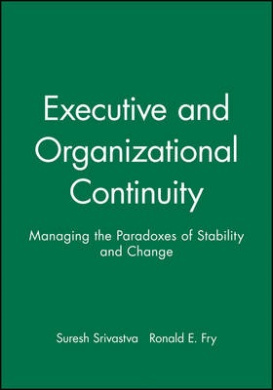 Executive and
Organizational
Continuity
Managing the Paradoxes of Stability
and Change
Suresh Srivastva Ronald E. Fry